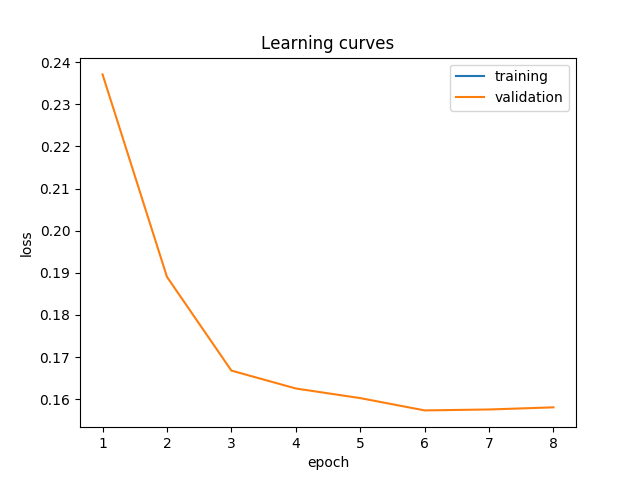 Learning curves
training
validation
0.24
0.23
0.22
0.21
0.20
0.19
0.18
0.17
0.16
loss
1 2 3 4 5 6 7 8
epoch